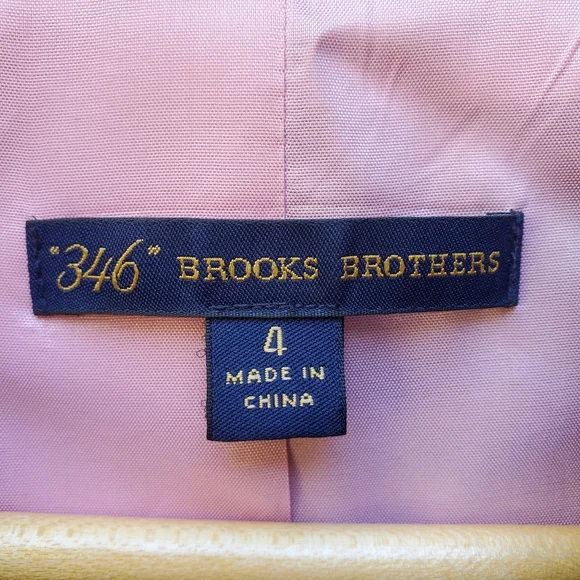 "346" BROOKS BROTHERS
4
MADE IN
CHINA